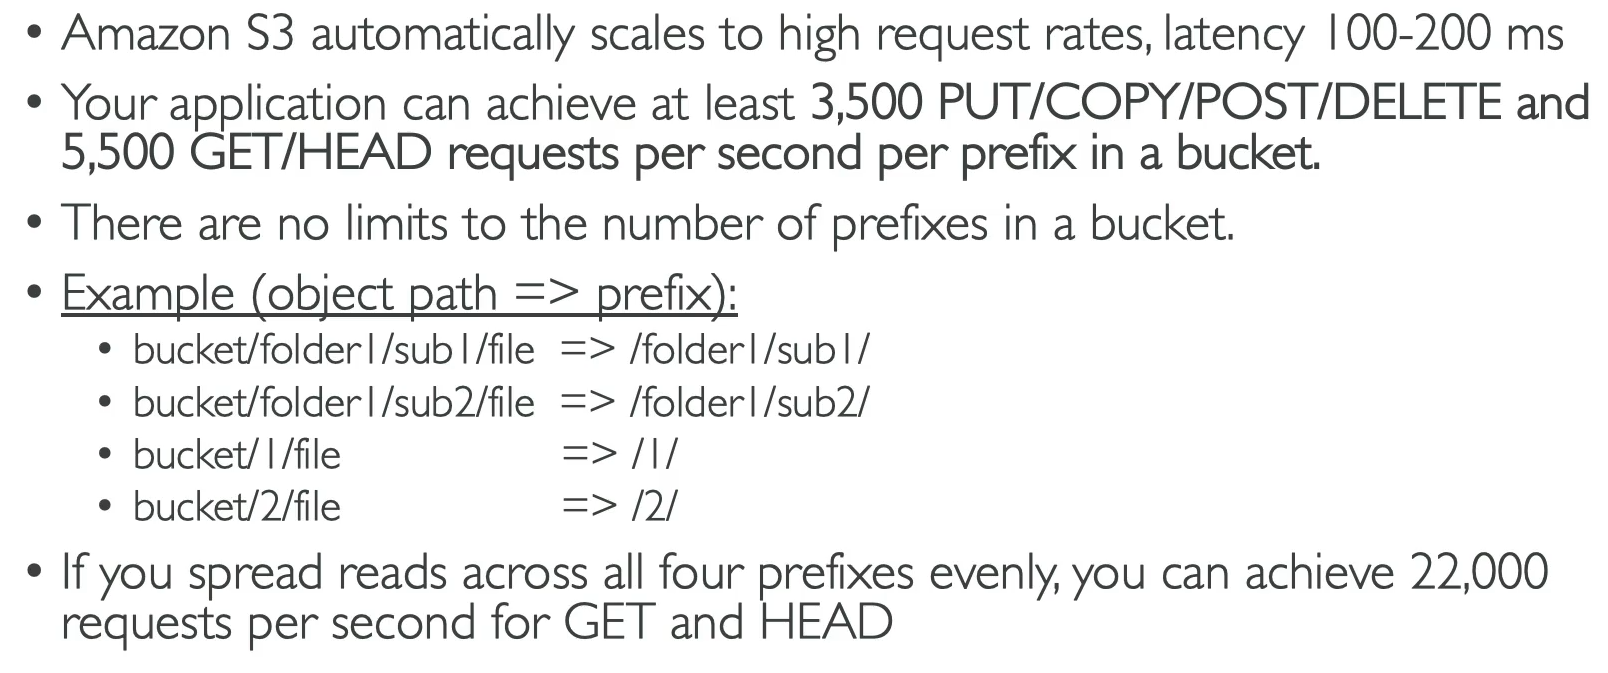 • Amazon S3 automatically scales to high request rates, latency 100-200 ms
• Your application can achieve at least 3,500 PUT/COPY/POST/DELETE and
5,500 GET/HEAD requests per second per prefix in a bucket.
• There are no limits to the number of prefixes in a bucket.
• Example (object path => prefix):
• bucket/folder1/sub1/file => /folder1/sub1/
• bucket/folder1/sub2/file => /folder1/sub2/
• bucket/1/file => /1/
• bucket/2/file => /2/
• If you spread reads across all four prefixes evenly, you can achieve 22,000
requests per second for GET and HEAD